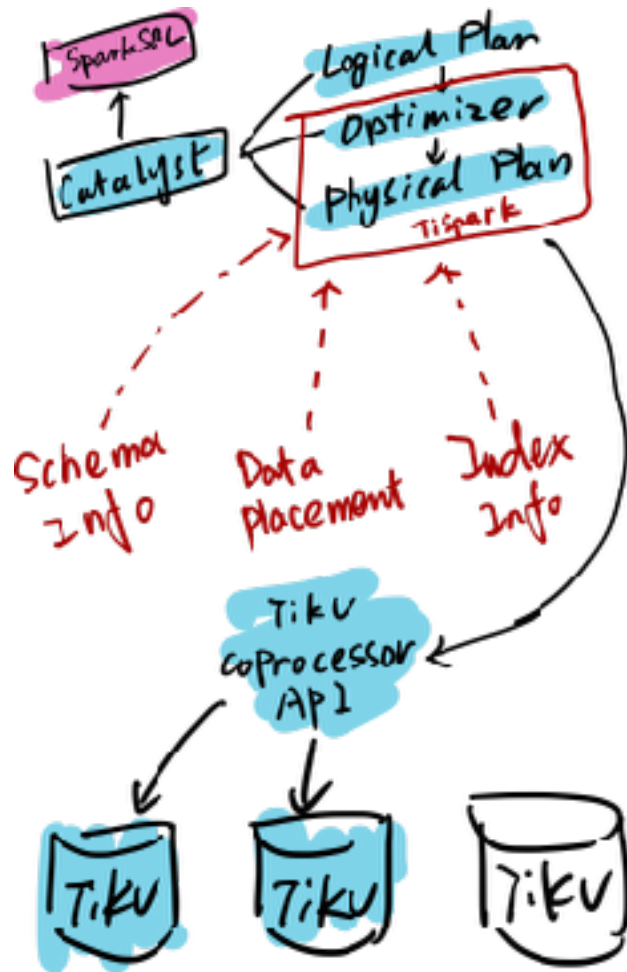 SparkSQL
Logical Plan
Optimizer
Catalyst
Physical Plan
TiSpark
Schema
Info
Data
Placement
Index
Info
TiKV
coprocessor
API
TiKV
TiKV
TiKV